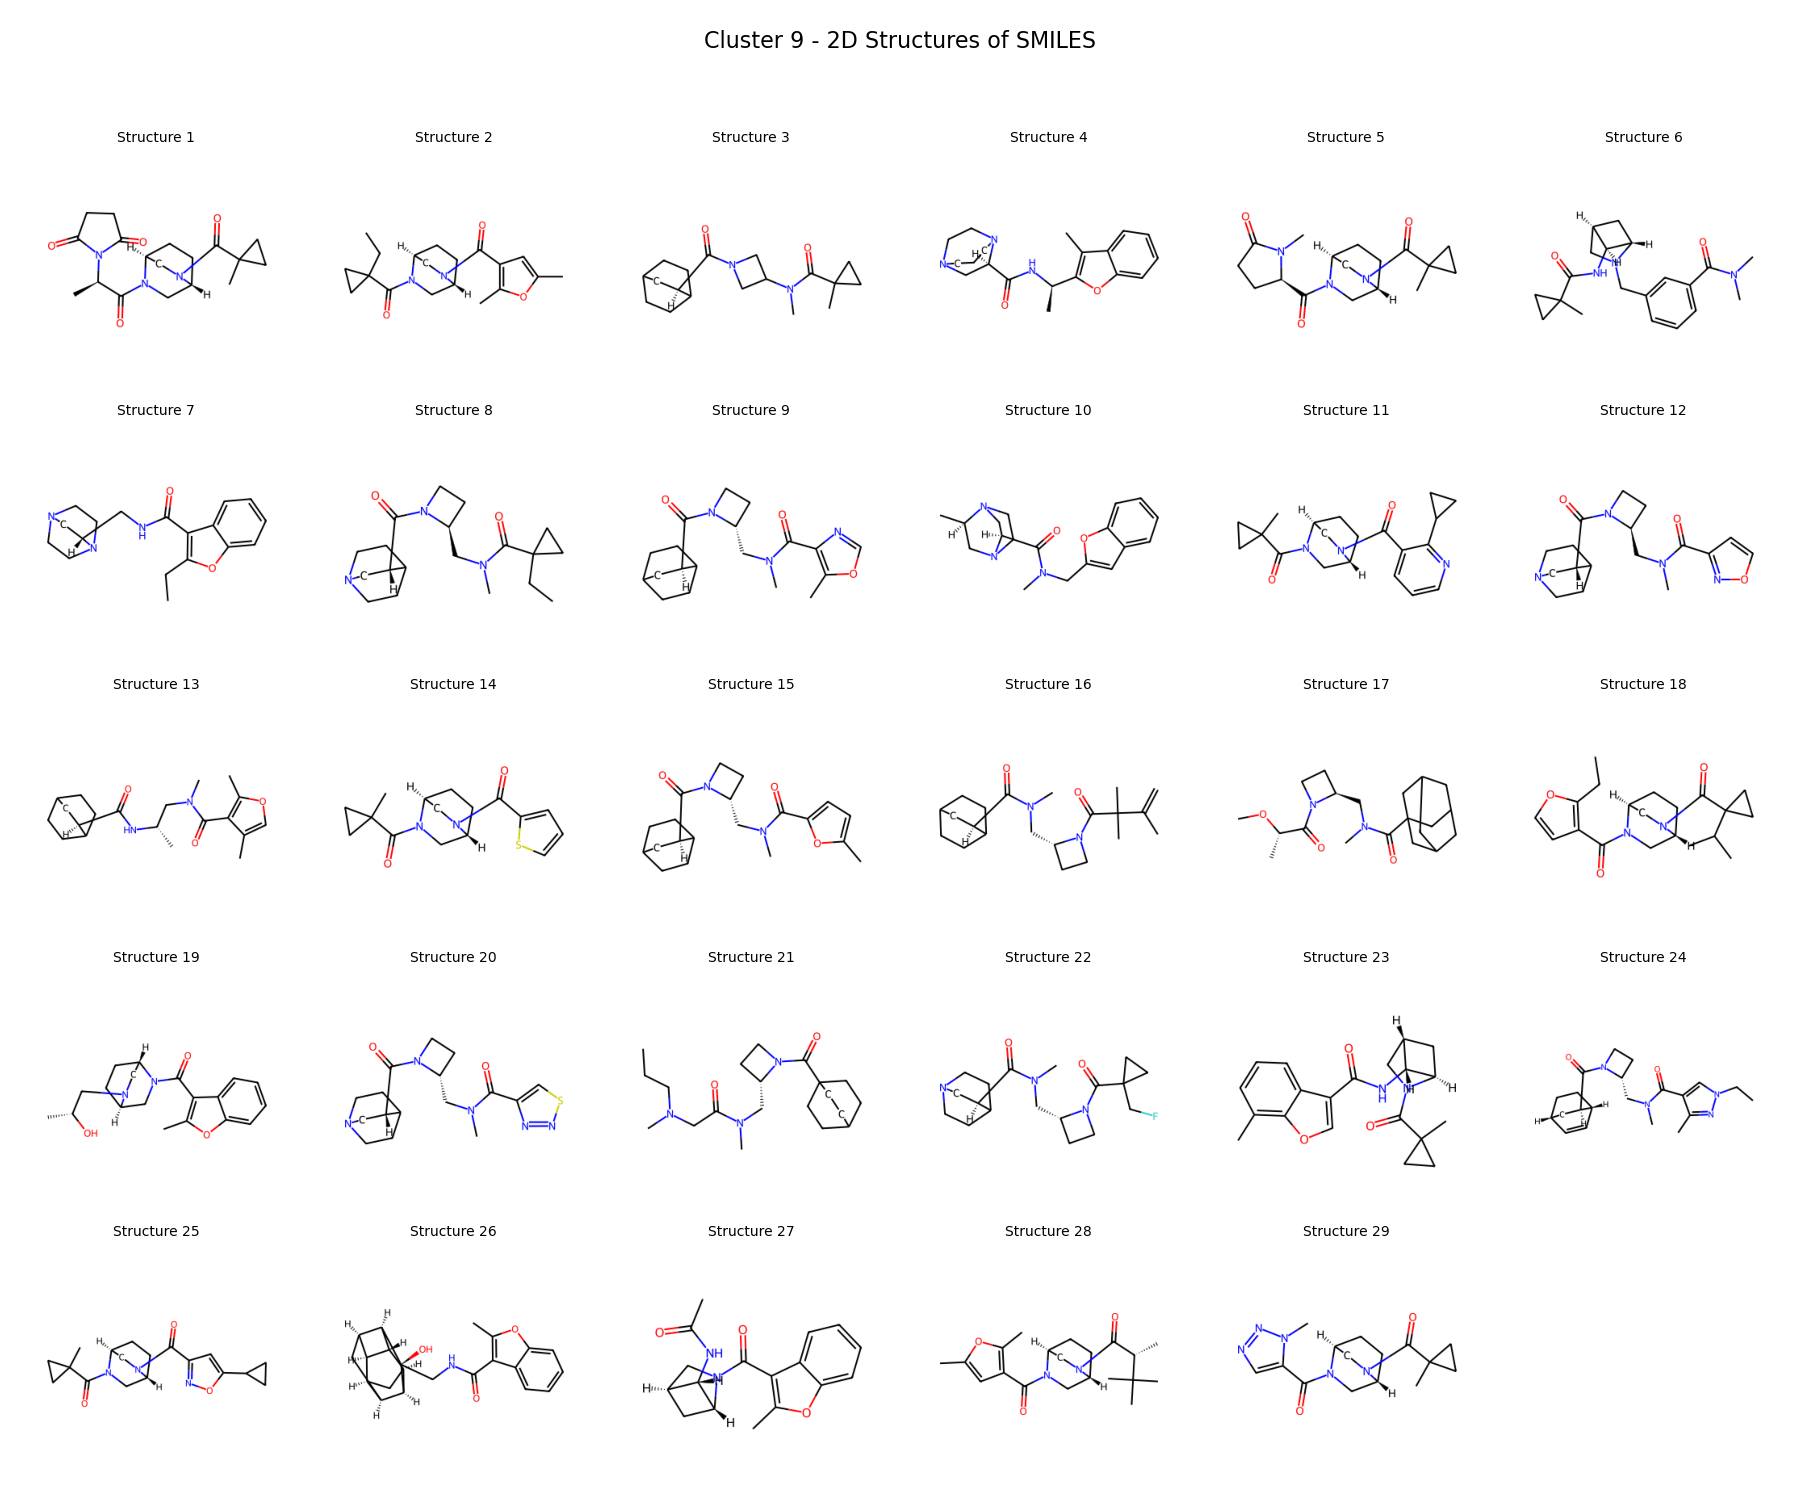 Cluster 9 - 2D Structures of SMILES
Structure 1
Structure 2
Structure 3
Structure 4
Structure 5
Structure 6
Structure 7
Structure 8
Structure 9
Structure 10
Structure 11
Structure 12
Structure 13
Structure 14
Structure 15
Structure 16
Structure 17
Structure 18
Structure 19
Structure 20
Structure 21
Structure 22
Structure 23
Structure 24
Structure 25
Structure 26
Structure 27
Structure 28
Structure 29